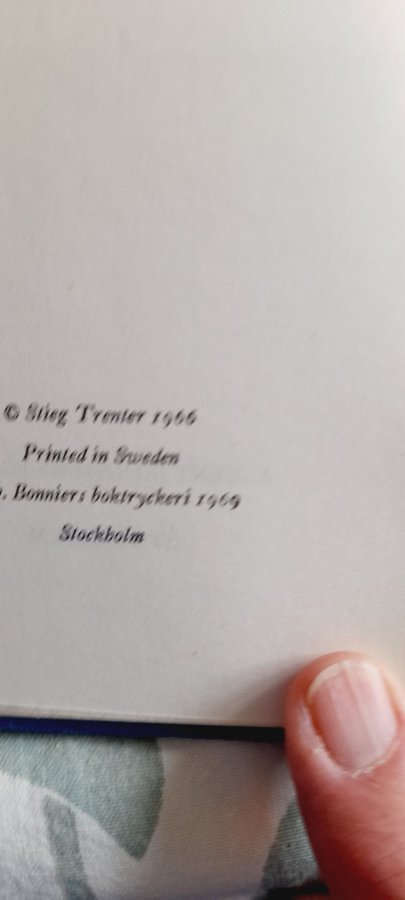 © Stieg Trenter 1966
Printed in Sweden
. Bonniers boktryckeri 1969
Stockholm